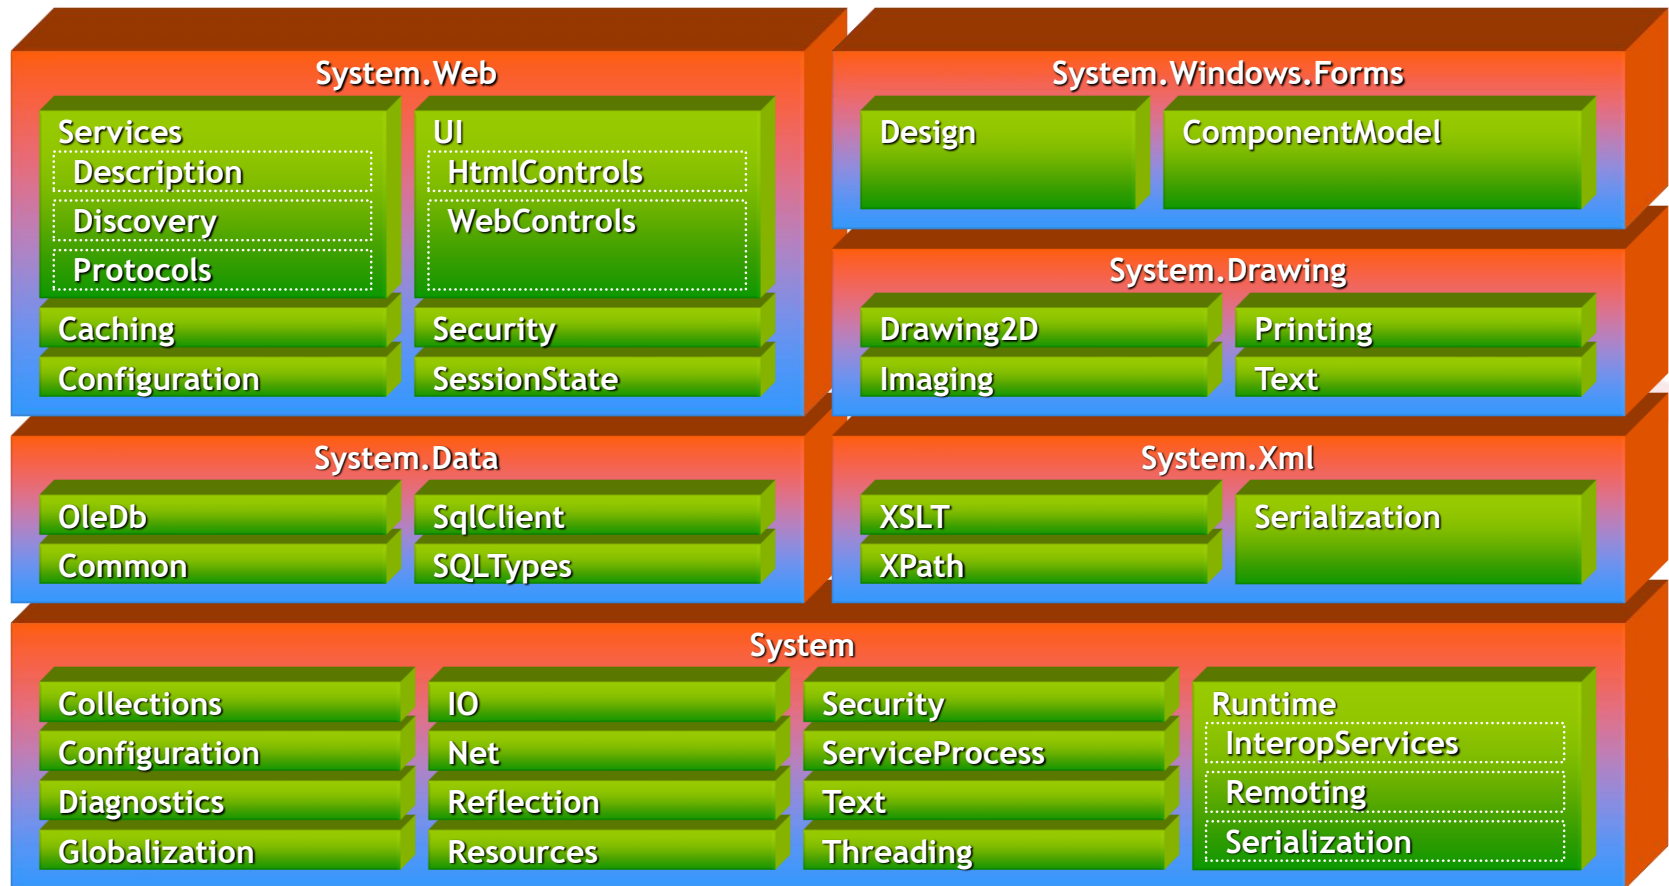 System.Web
Services
Description
Discovery
Protocols
UI
HtmlControls
WebControls
Caching
Security
Configuration
SessionState
System.Windows.Forms
Design
ComponentModel
System.Drawing
Drawing2D
Printing
Imaging
Text
System.Data
OleDb
SqlClient
Common
SQLTypes
System.Xml
XSLT
Serialization
XPath
System
Collections
Configuration
Diagnostics
Globalization
IO
Net
Reflection
Resources
Security
ServiceProcess
Text
Threading
Runtime
InteropServices
Remoting
Serialization